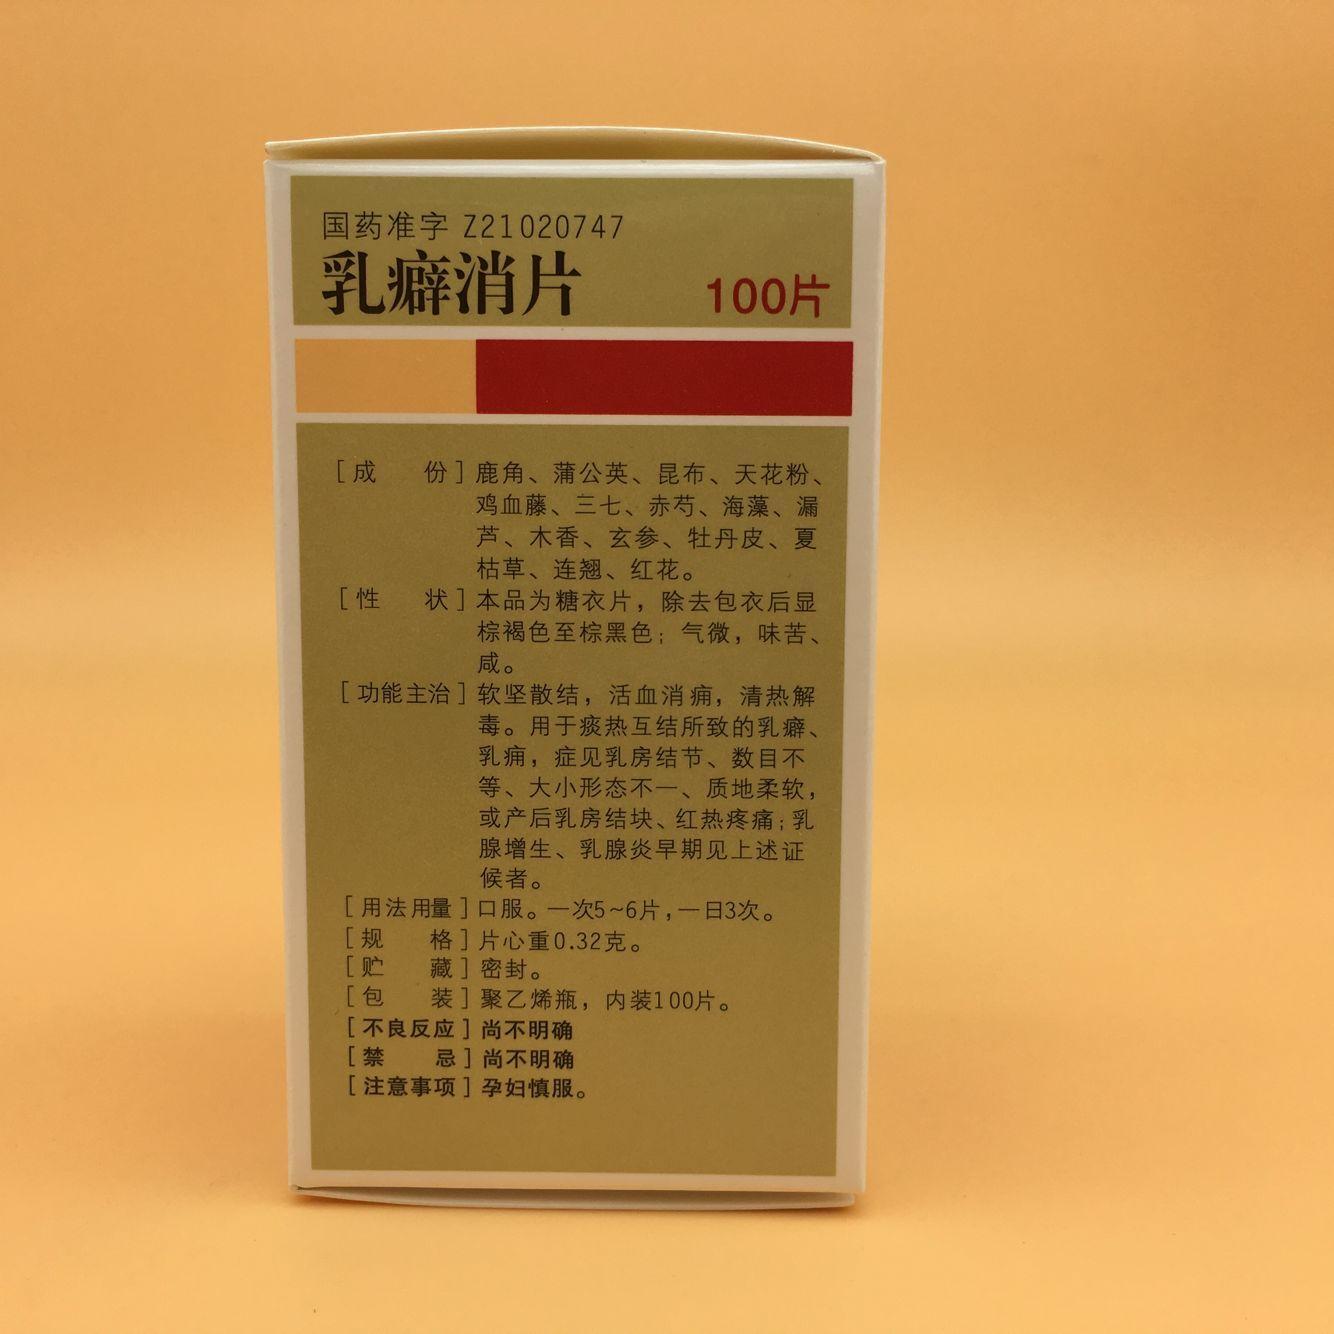 国药准字 Z21020747
乳癖消片 100片
[成 份] 鹿角、蒲公英、昆布、天花粉、
鸡血藤、三七、赤芍、海藻、漏
芦、木香、玄参、牡丹皮、夏
枯草、连翘、红花。
[性 状] 本品为糖衣片，除去包衣后显
棕褐色至棕黑色；气微，味苦、
咸。
[功能主治] 软坚散结，活血消痈，清热解
毒。用于痰热互结所致的乳癖、
乳痈，症见乳房结节、数目不
等、大小形态不一、质地柔软，
或产后乳房结块、红热疼痛；乳
腺增生、乳腺炎早期见上述证
候者。
[用法用量] 口服。一次5～6片，一日3次。
[规 格] 片心重0.32克。
[贮 藏] 密封。
[包 装] 聚乙烯瓶，内装100片。
[不良反应] 尚不明确
[禁 忌] 尚不明确
[注意事项] 孕妇慎服。